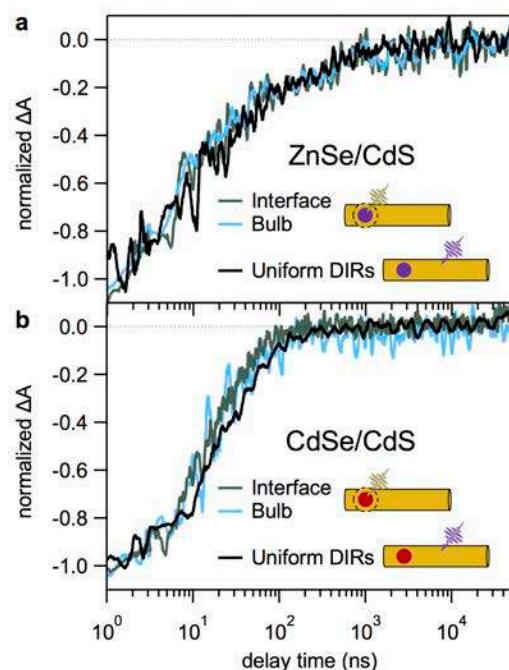 a
0.0
-0.2
-0.4
-0.6
-0.8
-1.0
normalized ΔA
ZnSe/CdS
Interface
Bulb
Uniform DIRs
b
0.0
-0.2
-0.4
-0.6
-0.8
-1.0
normalized ΔA
CdSe/CdS
Interface
Bulb
Uniform DIRs
10⁰ 10¹ 10² 10³ 10⁴
delay time (ns)